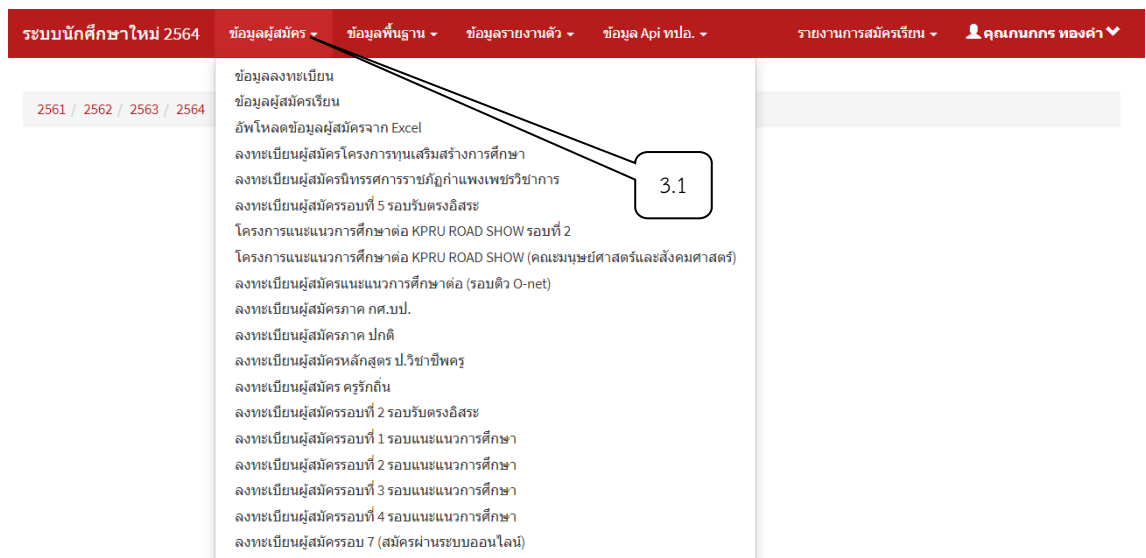 ระบบนักศึกษาใหม่ 2564 ข้อมูลผู้สมัคร ข้อมูลพื้นฐาน ข้อมูลรายงานตัว ข้อมูล Api ทปอ. รายงานการสมัครเรียน คุณกนกกร ทองคำ
2561 / 2562 / 2563 / 2564
ข้อมูลลงทะเบียน
ข้อมูลผู้สมัครเรียน
อัพโหลดข้อมูลผู้สมัครจาก Excel
ลงทะเบียนผู้สมัครโครงการทุนเสริมสร้างการศึกษา
ลงทะเบียนผู้สมัครนิทรรศการราชภัฏกำแพงเพชรวิชาการ
ลงทะเบียนผู้สมัครรอบที่ 5 รอบรับตรงอิสระ
โครงการแนะแนวการศึกษาต่อ KPRU ROAD SHOW รอบที่ 2
โครงการแนะแนวการศึกษาต่อ KPRU ROAD SHOW (คณะมนุษย์ศาสตร์และสังคมศาสตร์)
ลงทะเบียนผู้สมัครแนะแนวการศึกษาต่อ (รอบติว O-net)
ลงทะเบียนผู้สมัครภาค กศ.บป.
ลงทะเบียนผู้สมัครภาค ปกติ
ลงทะเบียนผู้สมัครหลักสูตร ป.วิชาชีพครู
ลงทะเบียนผู้สมัคร ครูรักถิ่น
ลงทะเบียนผู้สมัครรอบที่ 2 รอบรับตรงอิสระ
ลงทะเบียนผู้สมัครรอบที่ 1 รอบแนะแนวการศึกษา
ลงทะเบียนผู้สมัครรอบที่ 2 รอบแนะแนวการศึกษา
ลงทะเบียนผู้สมัครรอบที่ 3 รอบแนะแนวการศึกษา
ลงทะเบียนผู้สมัครรอบที่ 4 รอบแนะแนวการศึกษา
ลงทะเบียนผู้สมัครรอบ 7 (สมัครผ่านระบบออนไลน์)
3.1